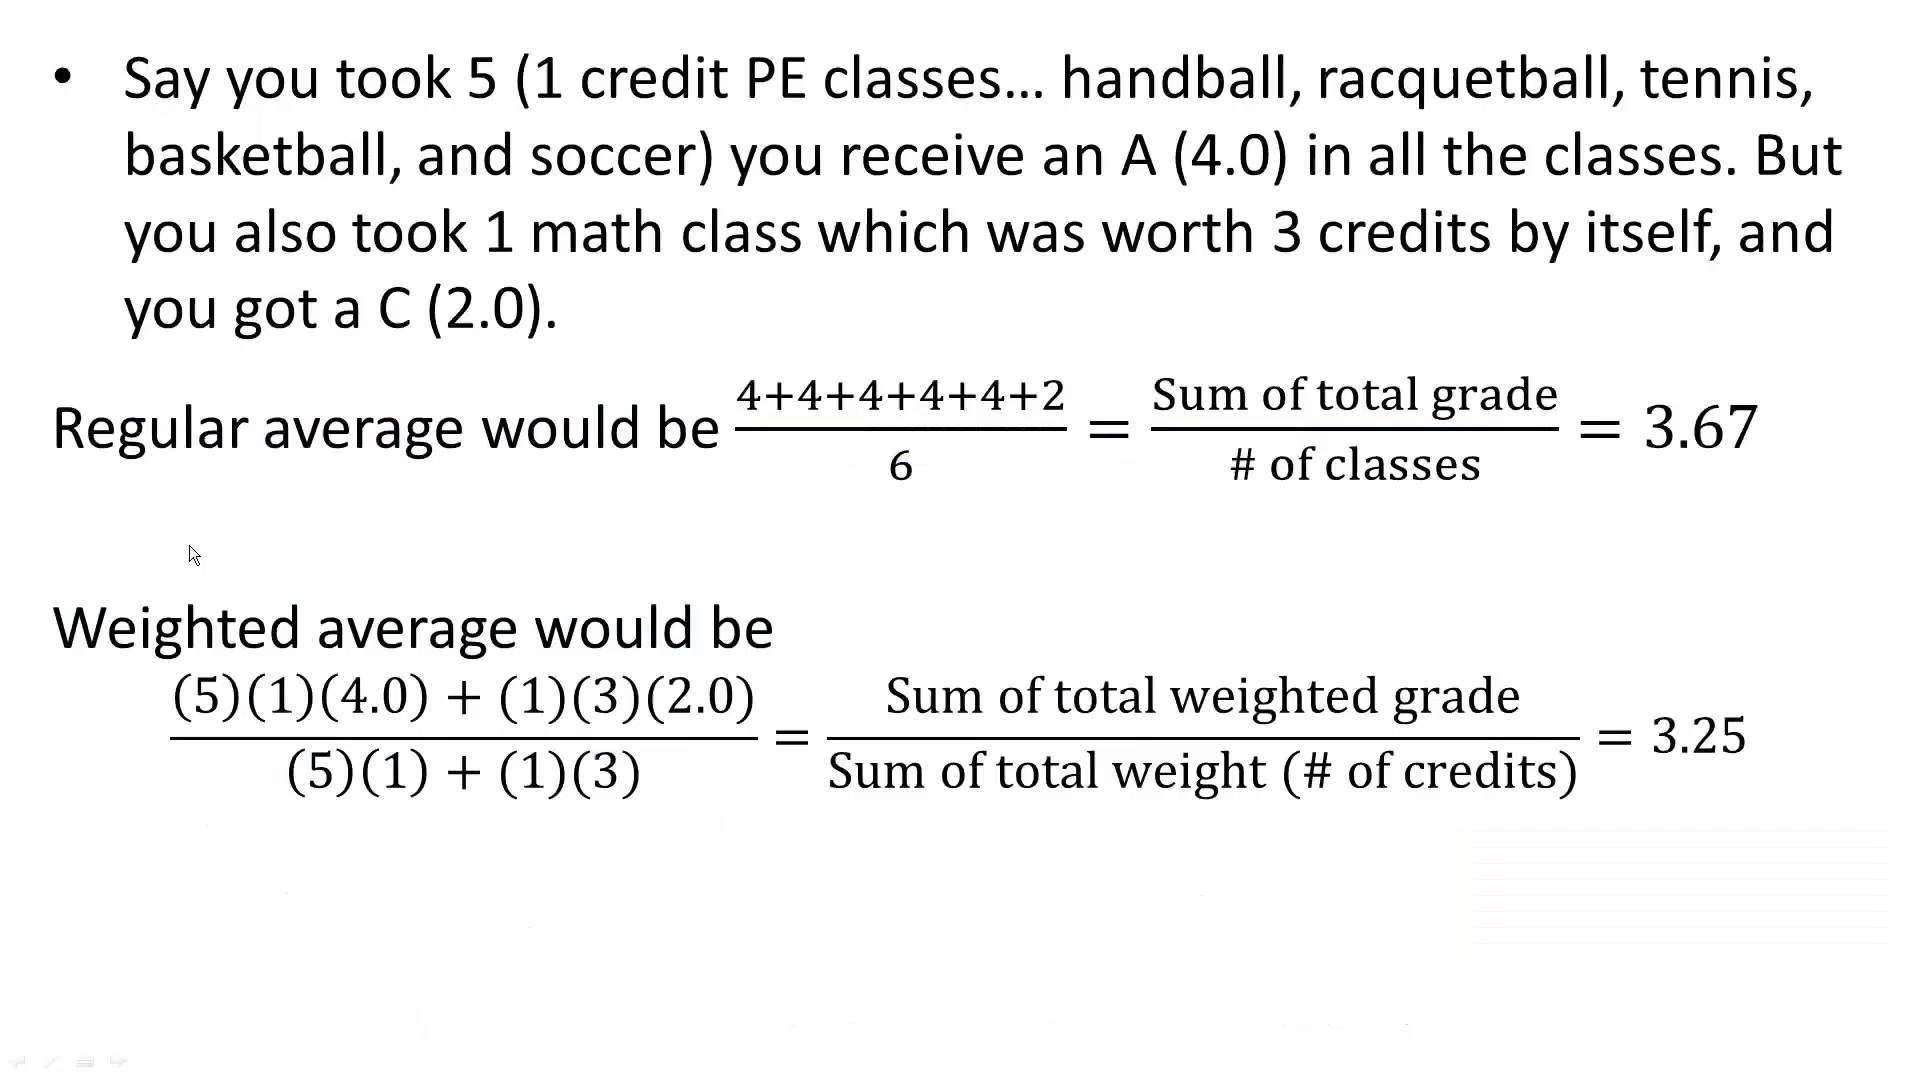 • Say you took 5 (1 credit PE classes... handball, racquetball, tennis,
basketball, and soccer) you receive an A (4.0) in all the classes. But
you also took 1 math class which was worth 3 credits by itself, and
you got a C (2.0).
Regular average would be (4+4+4+4+4+2)/6 = (Sum of total grade)/(# of classes) = 3.67
Weighted average would be
((5)(1)(4.0) + (1)(3)(2.0))/((5)(1) + (1)(3)) = (Sum of total weighted grade)/(Sum of total weight (# of credits)) = 3.25